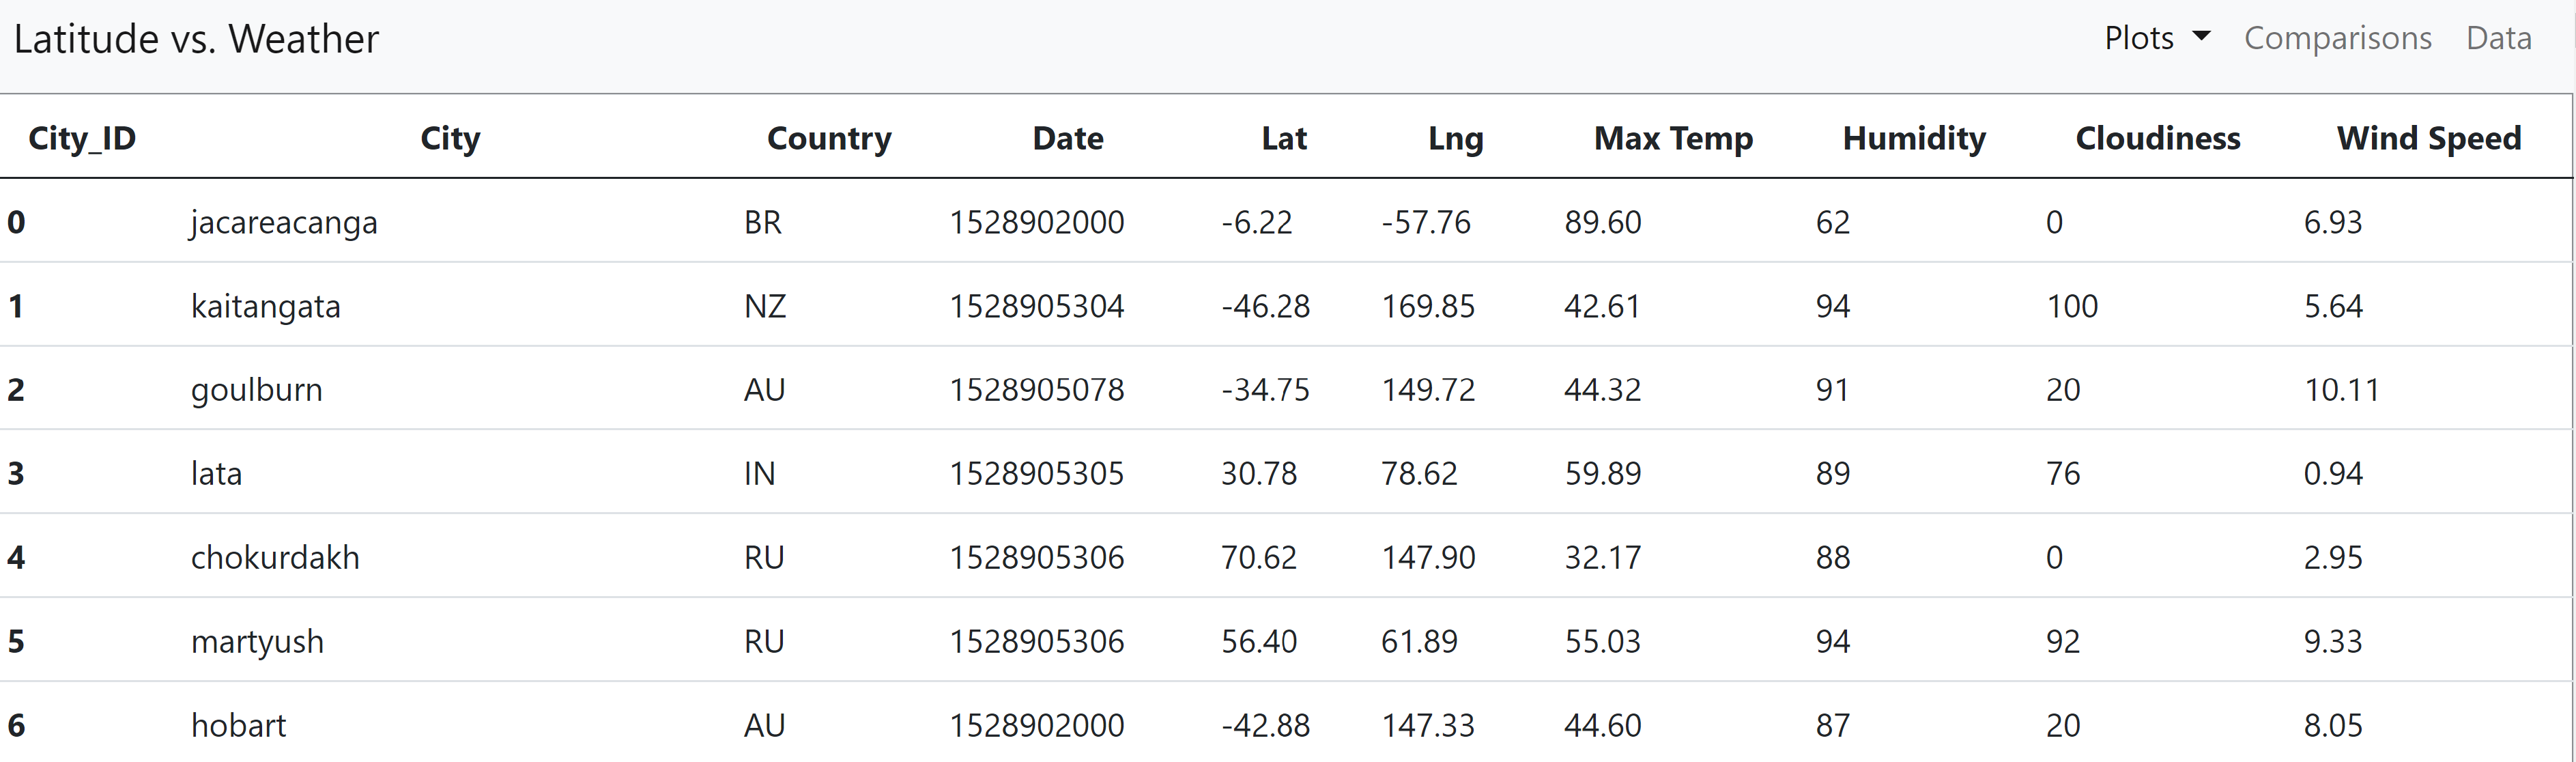 Latitude vs. Weather Plots Comparisons Data
City_ID City Country Date Lat Lng Max Temp Humidity Cloudiness Wind Speed
0 jacareacanga BR 1528902000 -6.22 -57.76 89.60 62 0 6.93
1 kaitangata NZ 1528905304 -46.28 169.85 42.61 94 100 5.64
2 goulburn AU 1528905078 -34.75 149.72 44.32 91 20 10.11
3 lata IN 1528905305 30.78 78.62 59.89 89 76 0.94
4 chokurdakh RU 1528905306 70.62 147.90 32.17 88 0 2.95
5 martyush RU 1528905306 56.40 61.89 55.03 94 92 9.33
6 hobart AU 1528902000 -42.88 147.33 44.60 87 20 8.05